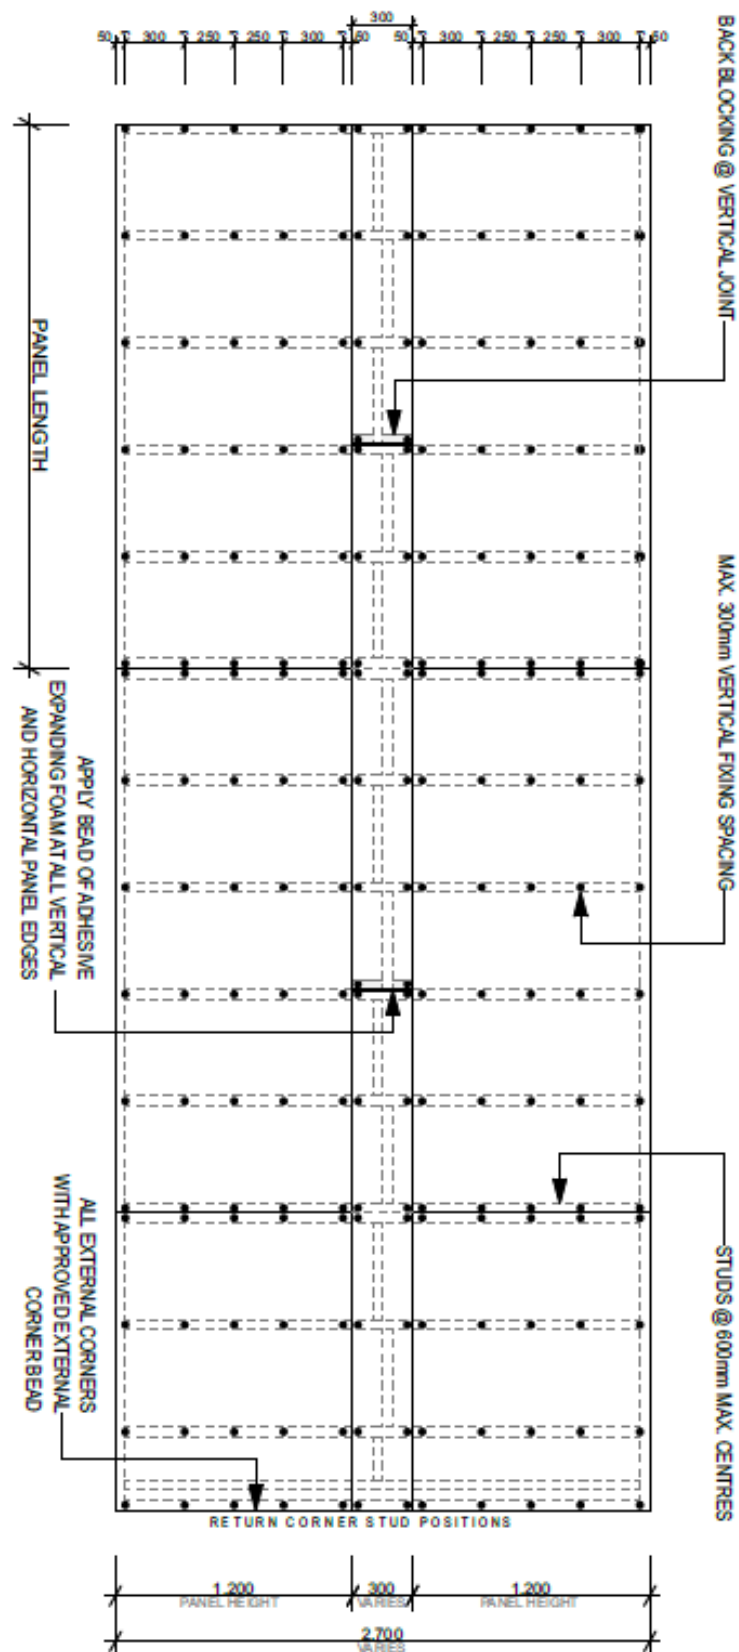 300
50 300 250 250 300 50 50 300 250 250 300 50
BACK BLOCKING @ VERTICAL JOINT
MAX. 300mm VERTICAL FIXING SPACING
STUDS @ 600mm MAX. CENTRES
PANEL LENGTH
APPLY BEAD OF ADHESIVE
EXPANDING FOAM AT ALL VERTICAL
AND HORIZONTAL PANEL EDGES
ALL EXTERNAL CORNERS
WITH APPROVED EXTERNAL
CORNER BEAD
RETURN CORNER STUD POSITIONS
1,200 300 1,200
PANEL HEIGHT VARIES PANEL HEIGHT
2,700
VARIES